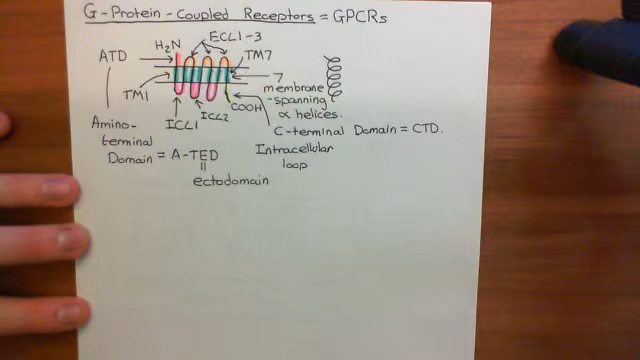 G-Protein-Coupled Receptors = GPCRs
ECL1-3
H₂N
ATD
TM7
7
membrane
-spanning
α helices.
TM1
COOH
ICL1
ICL2
C-terminal Domain = CTD.
Amino-
terminal
Domain = A-TED
Intracellular
loop
ectodomain